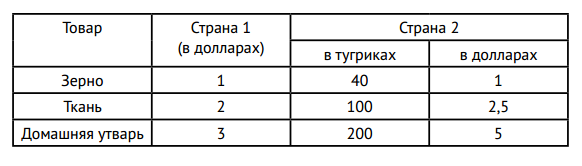 Товар Страна 1 Страна 2
(в долларах) в тугриках в долларах
Зерно 1 40 1
Ткань 2 100 2,5
Домашняя утварь 3 200 5